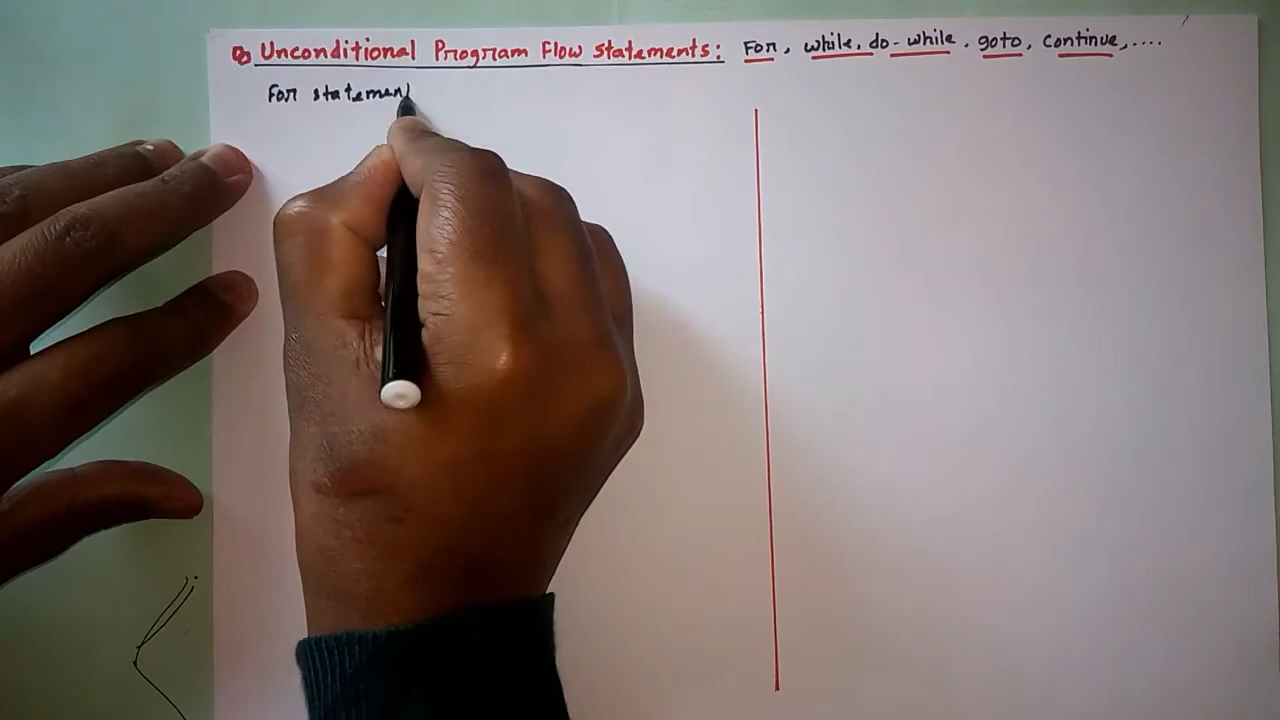 Unconditional Program Flow statements: For, while, do-while, goto, continue,....
For statement